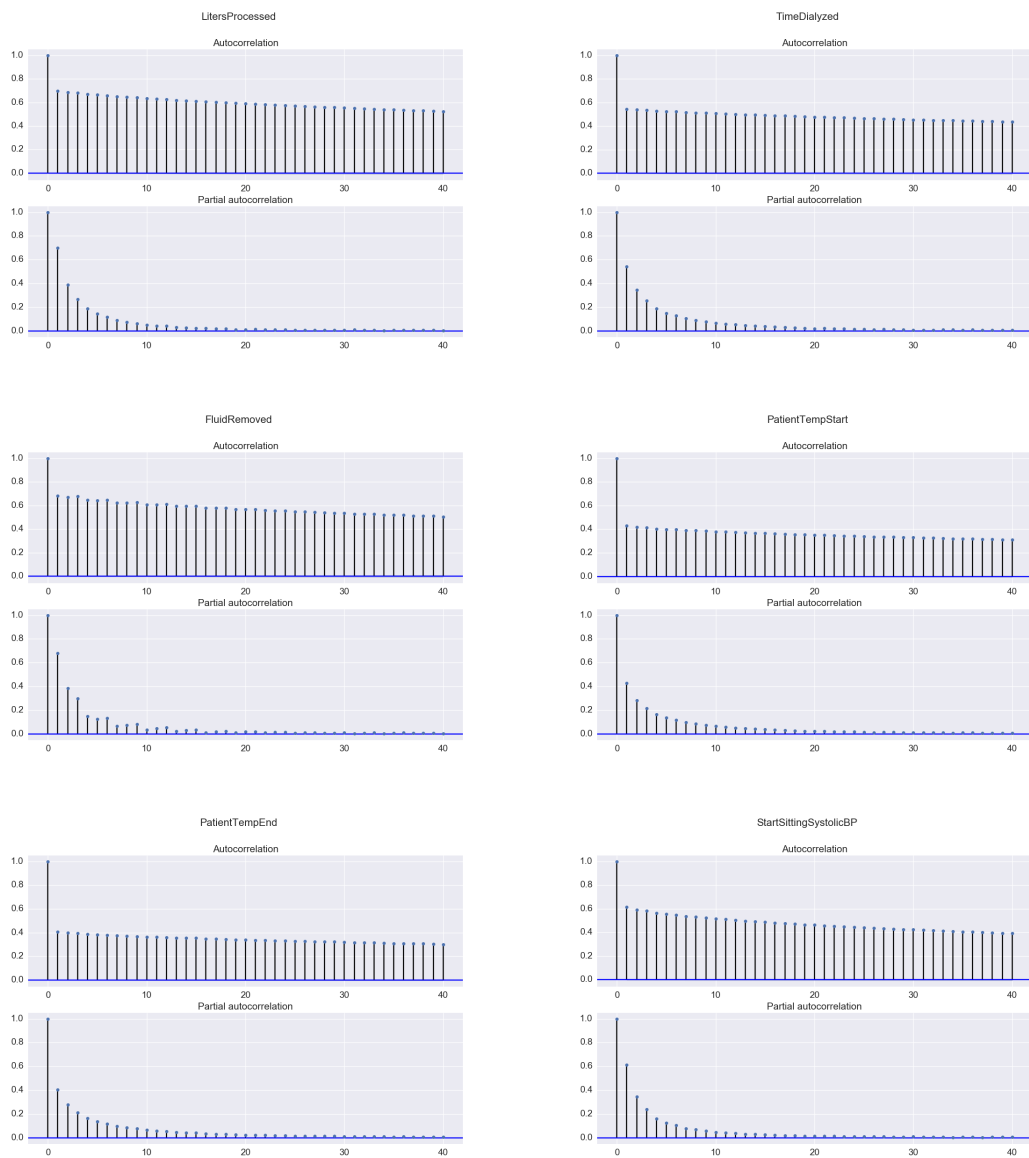 LitersProcessed
Autocorrelation
1.0
0.8
0.6
0.4
0.2
0.0
0 10 20 30 40
Partial autocorrelation
1.0
0.8
0.6
0.4
0.2
0.0
0 10 20 30 40
TimeDialyzed
Autocorrelation
1.0
0.8
0.6
0.4
0.2
0.0
0 10 20 30 40
Partial autocorrelation
1.0
0.8
0.6
0.4
0.2
0.0
0 10 20 30 40
FluidRemoved
Autocorrelation
1.0
0.8
0.6
0.4
0.2
0.0
0 10 20 30 40
Partial autocorrelation
1.0
0.8
0.6
0.4
0.2
0.0
0 10 20 30 40
PatientTempStart
Autocorrelation
1.0
0.8
0.6
0.4
0.2
0.0
0 10 20 30 40
Partial autocorrelation
1.0
0.8
0.6
0.4
0.2
0.0
0 10 20 30 40
PatientTempEnd
Autocorrelation
1.0
0.8
0.6
0.4
0.2
0.0
0 10 20 30 40
Partial autocorrelation
1.0
0.8
0.6
0.4
0.2
0.0
0 10 20 30 40
StartSittingSystolicBP
Autocorrelation
1.0
0.8
0.6
0.4
0.2
0.0
0 10 20 30 40
Partial autocorrelation
1.0
0.8
0.6
0.4
0.2
0.0
0 10 20 30 40